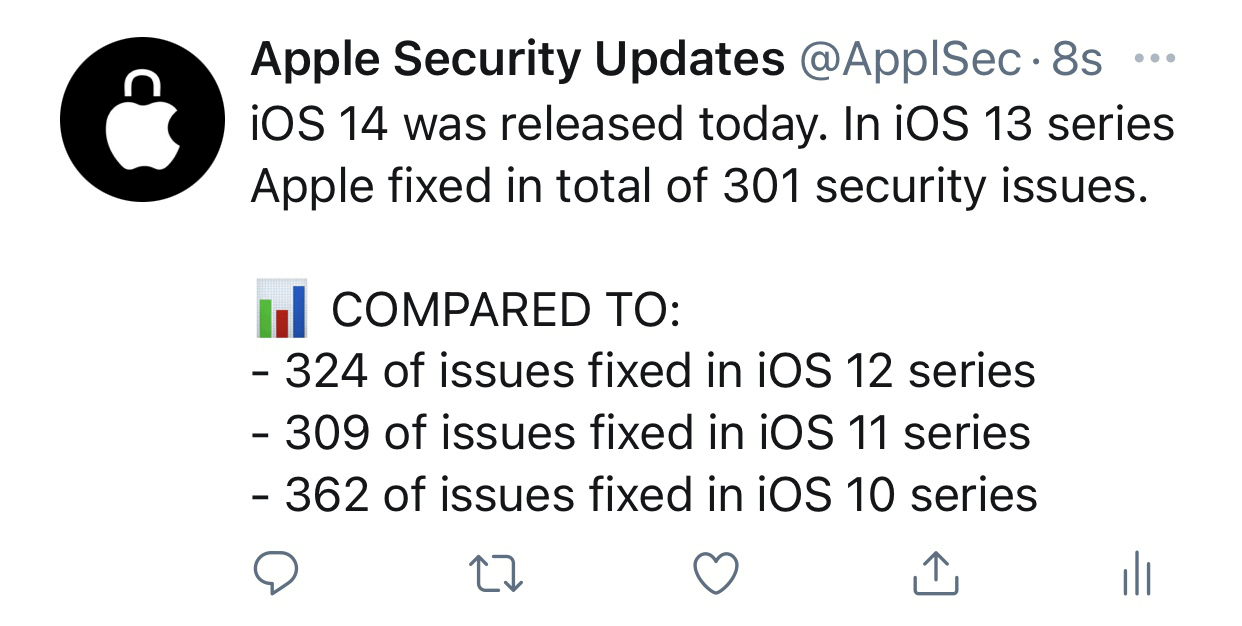 Apple Security Updates @ApplSec · 8s
iOS 14 was released today. In iOS 13 series
Apple fixed in total of 301 security issues.
📊 COMPARED TO:
- 324 of issues fixed in iOS 12 series
- 309 of issues fixed in iOS 11 series
- 362 of issues fixed in iOS 10 series